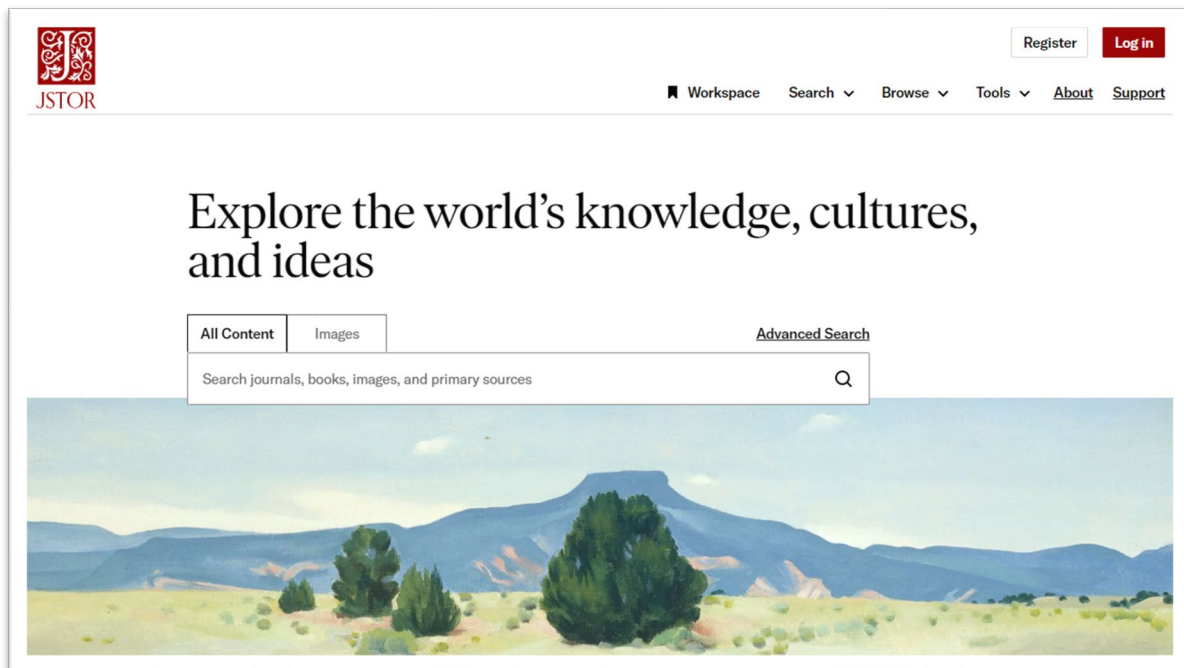 JSTOR
Register
Log in
Workspace
Search
Browse
Tools
About
Support
Explore the world's knowledge, cultures,
and ideas
All Content
Images
Advanced Search
Search journals, books, images, and primary sources